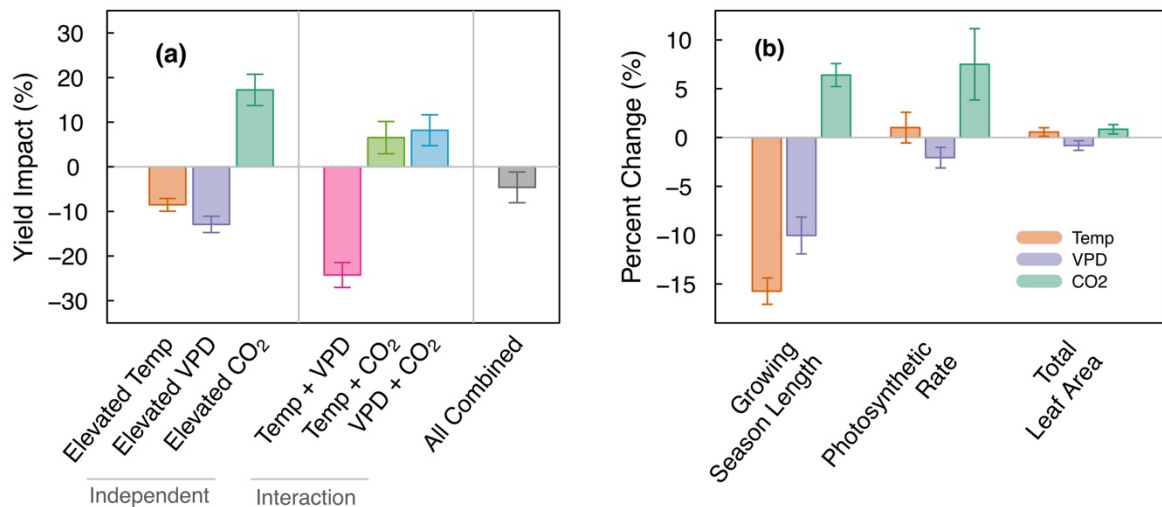 (a)
Yield Impact (%)
30
20
10
0
−10
−20
−30
Elevated Temp
Elevated VPD
Elevated CO₂
Temp + VPD
Temp + CO₂
VPD + CO₂
All Combined
Independent
Interaction
(b)
Percent Change (%)
10
5
0
−5
−10
−15
Temp
VPD
CO2
Growing
Season Length
Photosynthetic
Rate
Total
Leaf Area